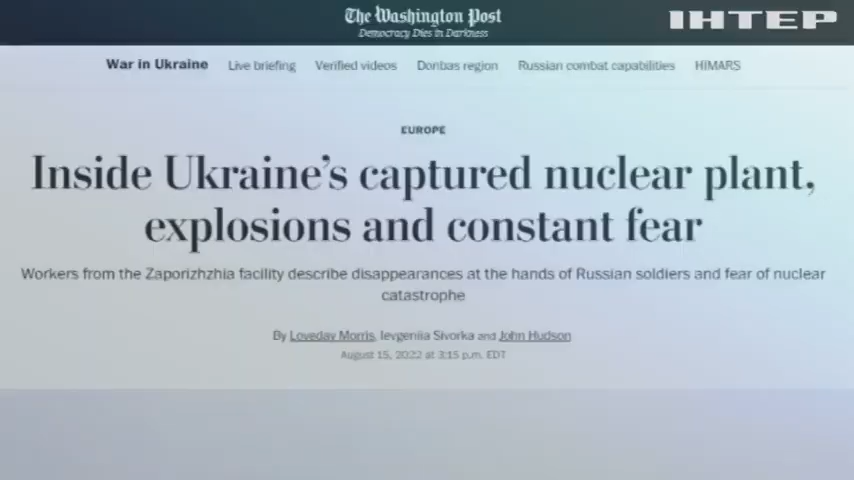 The Washington Post
Democracy Dies in Darkness
ІНТЕР
War in Ukraine Live briefing Verified videos Donbas region Russian combat capabilities HIMARS
EUROPE
Inside Ukraine's captured nuclear plant,
explosions and constant fear
Workers from the Zaporizhzhia facility describe disappearances at the hands of Russian soldiers and fear of nuclear
catastrophe
By Loveday Morris, Ievgeniia Sivorka and John Hudson
August 15, 2022 at 3:15 p.m. EDT